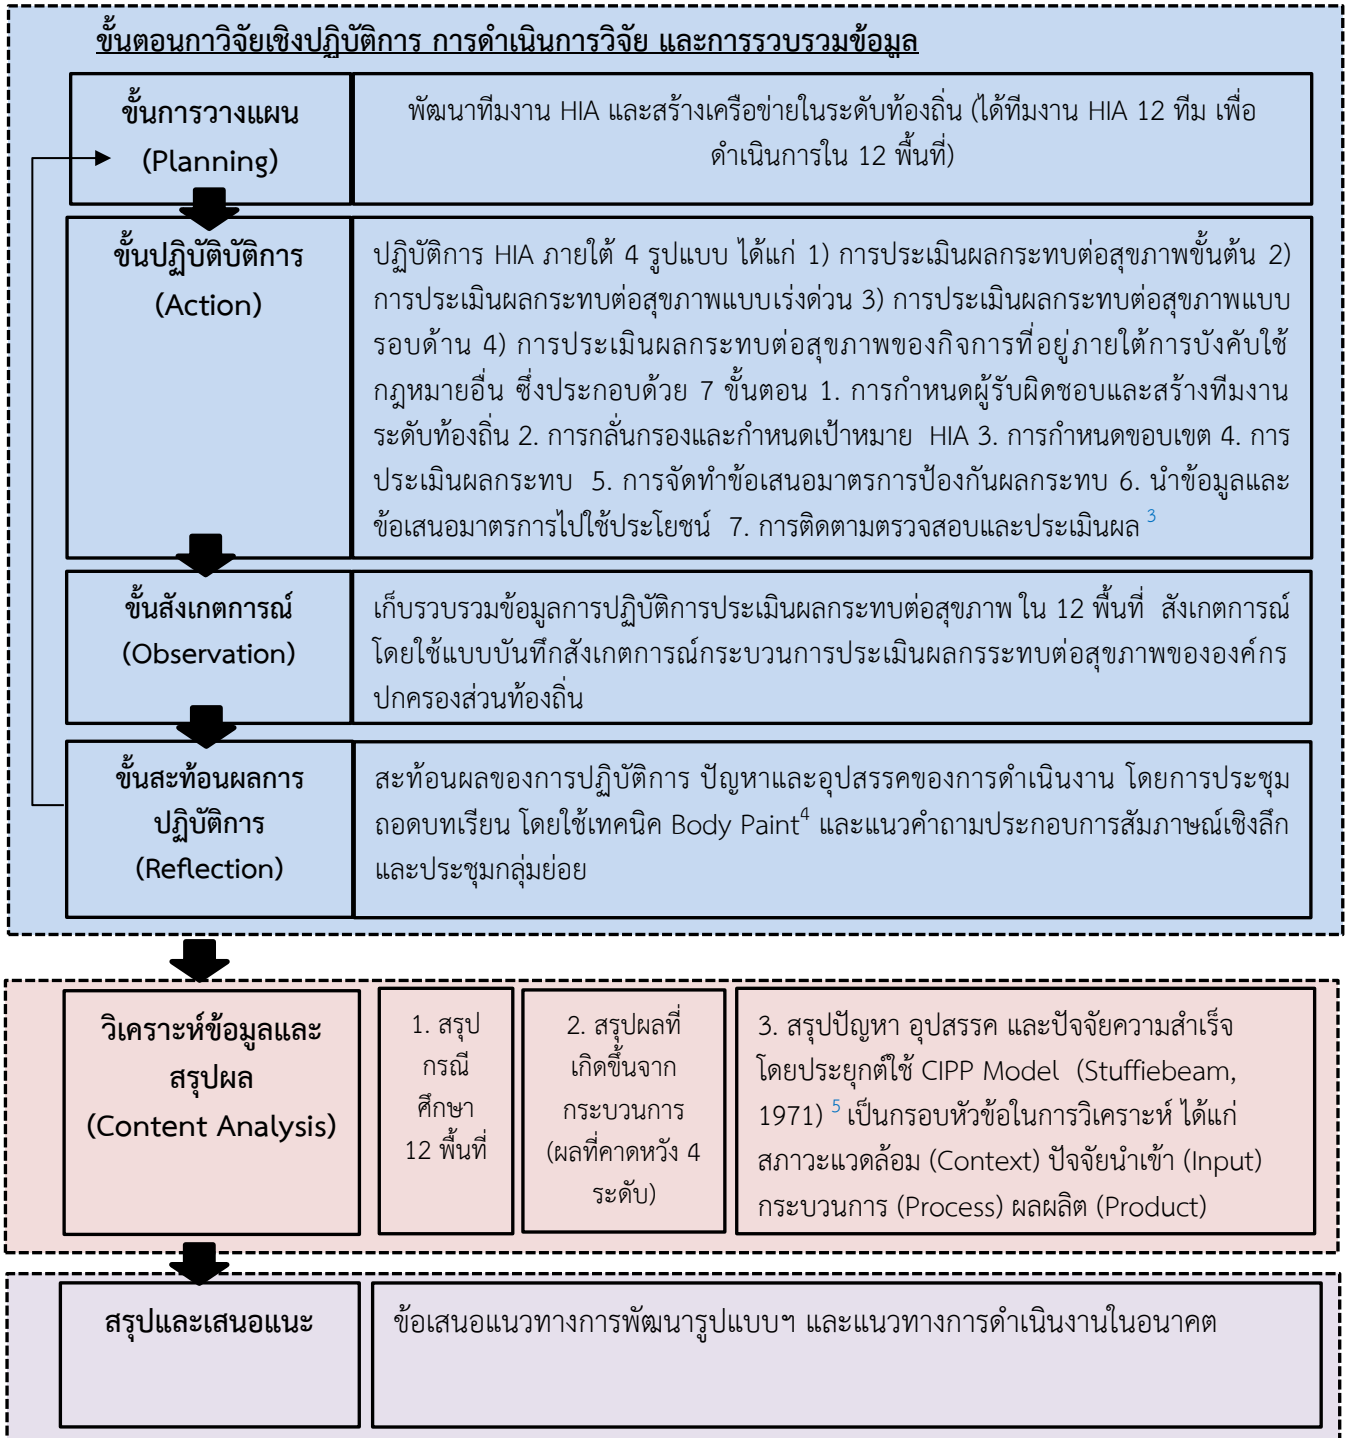 ขั้นตอนกาวิจัยเชิงปฏิบัติการ การดำเนินการวิจัย และการรวบรวมข้อมูล
ขั้นการวางแผน
(Planning)
พัฒนาทีมงาน HIA และสร้างเครือข่ายในระดับท้องถิ่น (ได้ทีมงาน HIA 12 ทีม เพื่อ
ดำเนินการใน 12 พื้นที่)
ขั้นปฏิบัติบัติการ
(Action)
ปฏิบัติการ HIA ภายใต้ 4 รูปแบบ ได้แก่ 1) การประเมินผลกระทบต่อสุขภาพขั้นต้น 2)
การประเมินผลกระทบต่อสุขภาพแบบเร่งด่วน 3) การประเมินผลกระทบต่อสุขภาพแบบ
รอบด้าน 4) การประเมินผลกระทบต่อสุขภาพของกิจการที่อยู่ภายใต้การบังคับใช้
กฎหมายอื่น ซึ่งประกอบด้วย 7 ขั้นตอน 1. การกำหนดผู้รับผิดชอบและสร้างทีมงาน
ระดับท้องถิ่น 2. การกลั่นกรองและกำหนดเป้าหมาย HIA 3. การกำหนดขอบเขต 4. การ
ประเมินผลกระทบ 5. การจัดทำข้อเสนอมาตรการป้องกันผลกระทบ 6. นำข้อมูลและ
ข้อเสนอมาตรการไปใช้ประโยชน์ 7. การติดตามตรวจสอบและประเมินผล 3
ขั้นสังเกตการณ์
(Observation)
เก็บรวบรวมข้อมูลการปฏิบัติการประเมินผลกระทบต่อสุขภาพ ใน 12 พื้นที่ สังเกตการณ์
โดยใช้แบบบันทึกสังเกตการณ์กระบวนการประเมินผลกรระทบต่อสุขภาพขององค์กร
ปกครองส่วนท้องถิ่น
ขั้นสะท้อนผลการ
ปฏิบัติการ
(Reflection)
สะท้อนผลของการปฏิบัติการ ปัญหาและอุปสรรคของการดำเนินงาน โดยการประชุม
ถอดบทเรียน โดยใช้เทคนิค Body Paint4 และแนวคำถามประกอบการสัมภาษณ์เชิงลึก
และประชุมกลุ่มย่อย
วิเคราะห์ข้อมูลและ
สรุปผล
(Content Analysis)
1. สรุป
กรณี
ศึกษา
12 พื้นที่
2. สรุปผลที่
เกิดขึ้นจาก
กระบวนการ
(ผลที่คาดหวัง 4
ระดับ)
3. สรุปปัญหา อุปสรรค และปัจจัยความสำเร็จ
โดยประยุกต์ใช้ CIPP Model (Stuffiebeam,
1971) 5 เป็นกรอบหัวข้อในการวิเคราะห์ ได้แก่
สภาวะแวดล้อม (Context) ปัจจัยนำเข้า (Input)
กระบวนการ (Process) ผลผลิต (Product)
สรุปและเสนอแนะ
ข้อเสนอแนวทางการพัฒนารูปแบบฯ และแนวทางการดำเนินงานในอนาคต